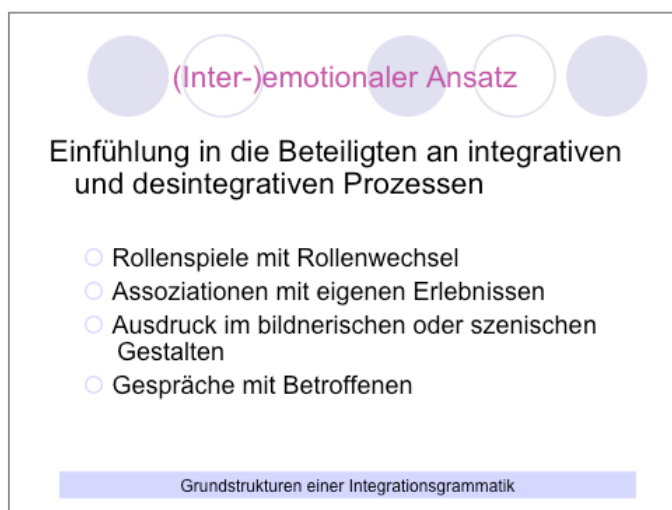 (Inter-)emotionaler Ansatz
Einfühlung in die Beteiligten an integrativen
und desintegrativen Prozessen
Rollenspiele mit Rollenwechsel
Assoziationen mit eigenen Erlebnissen
Ausdruck im bildnerischen oder szenischen
Gestalten
Gespräche mit Betroffenen
Grundstrukturen einer Integrationsgrammatik